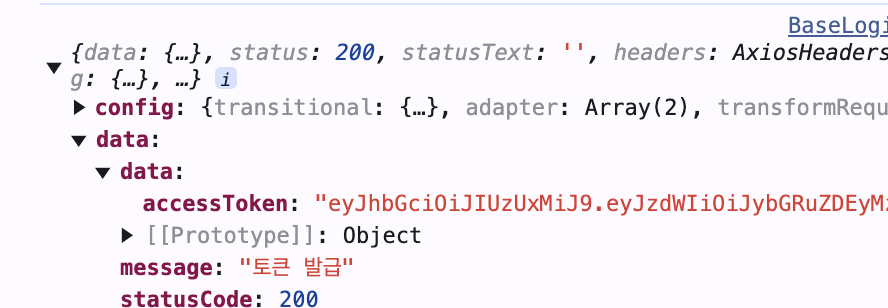 BaseLogi
{data: {…}, status: 200, statusText: '', headers: AxiosHeaders
g: {…}, …} i
config: {transitional: {…}, adapter: Array(2), transformRequ
data:
data:
accessToken: "eyJhbGciOiJIUzUxMiJ9.eyJzdWIiOiJybGRuZDEyMz
[[Prototype]]: Object
message: "토큰 발급"
statusCode: 200